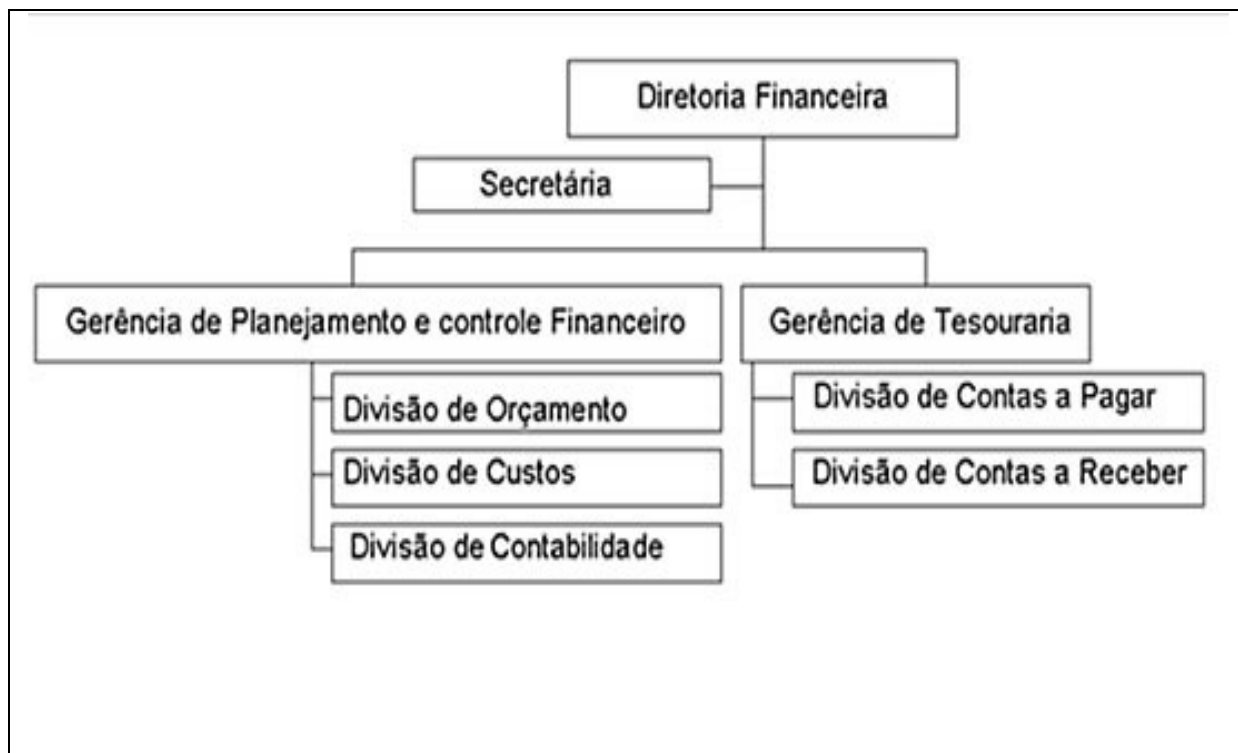 Diretoria Financeira
Secretária
Gerência de Planejamento e controle Financeiro
Gerência de Tesouraria
Divisão de Orçamento
Divisão de Custos
Divisão de Contabilidade
Divisão de Contas a Pagar
Divisão de Contas a Receber